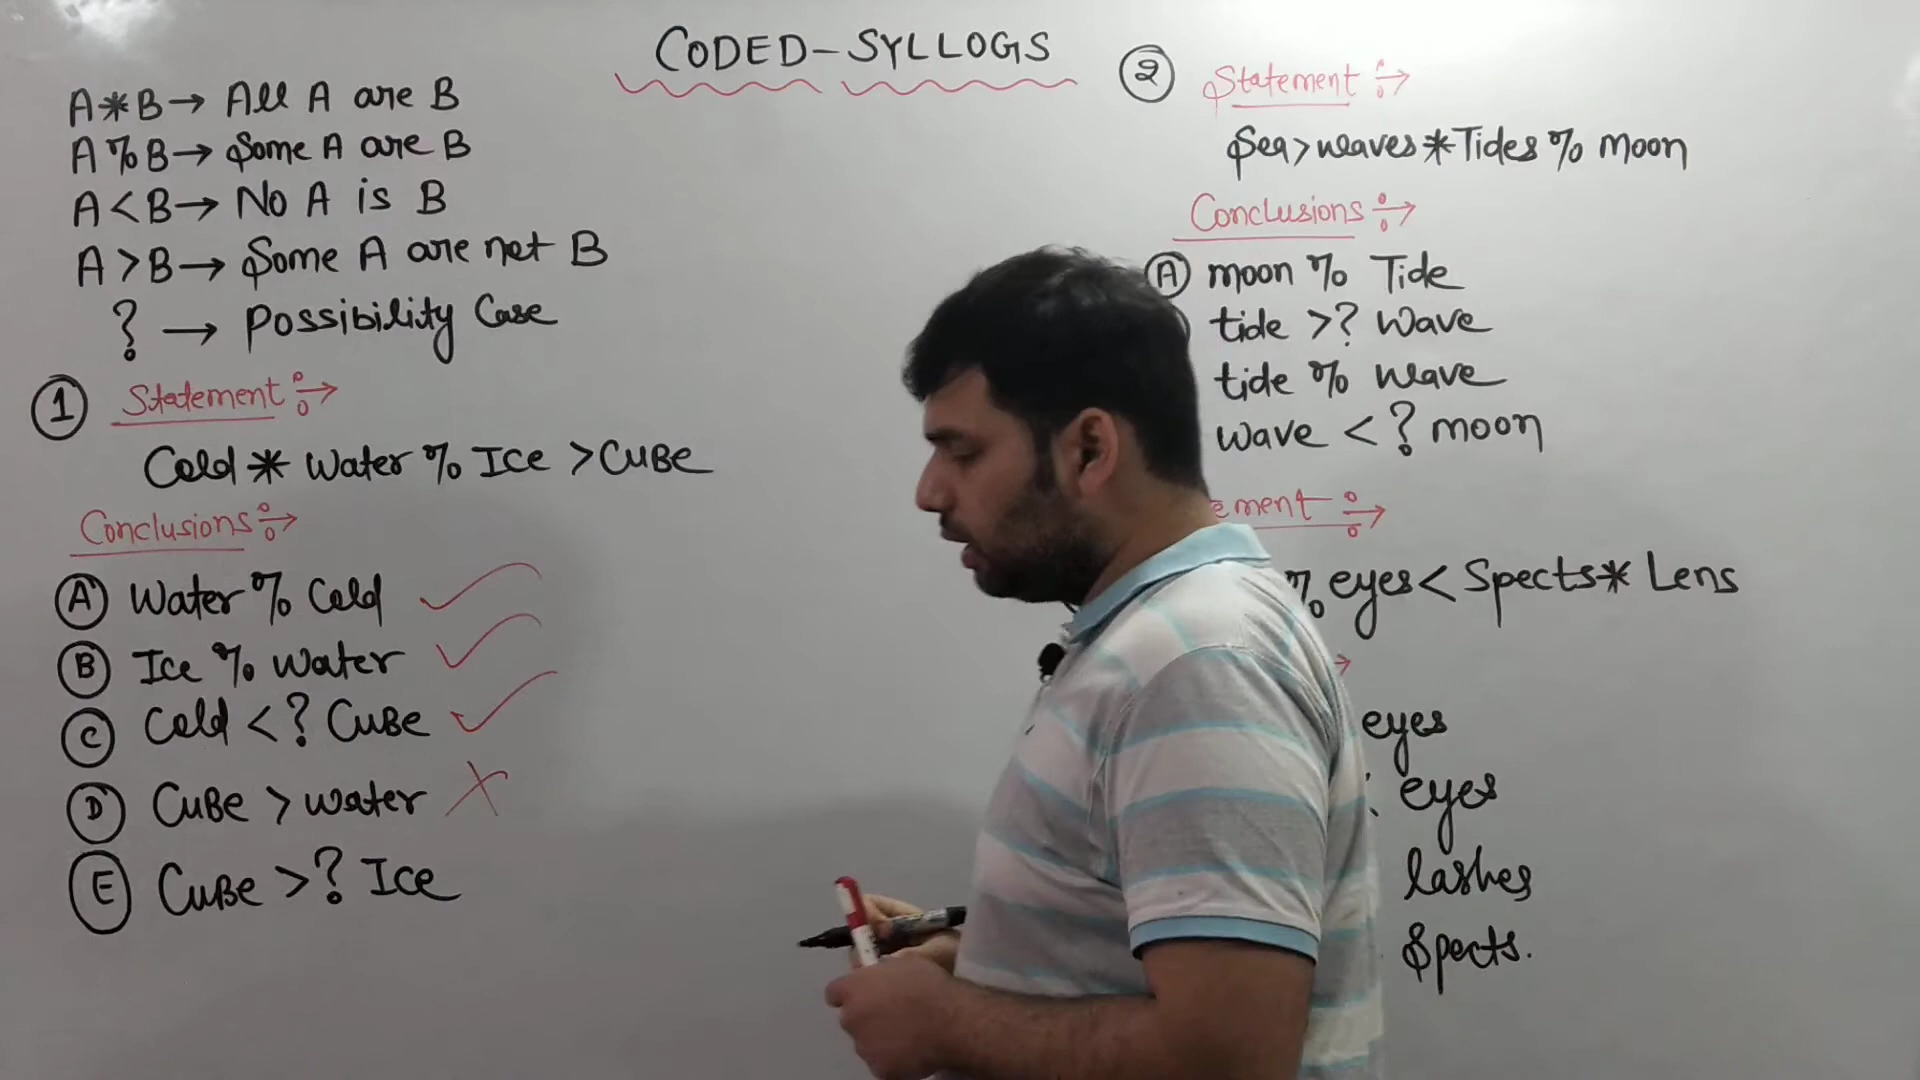 CODED-SYLLOGS
A*B→ All A are B
A%B→ Some A are B
A<B→ No A is B
A>B→ Some A are not B
? → Possibility Case
① Statement ÷→
Cold * Water % Ice > CuBe
Conclusions ÷→
Ⓐ Water % Cold ✓
Ⓑ Ice % Water ✓
Ⓒ Cold <? CuBe ✓
Ⓓ CuBe > water ✗
Ⓔ CuBe >? Ice
② Statement ÷→
Sea > waves * Tides % Moon
Conclusions ÷→
Ⓐ moon % Tide
tide >? Wave
tide % wave
wave <? moon
ement ÷→
% eyes < Spects * Lens
eyes
eyes
lashes
Spects.